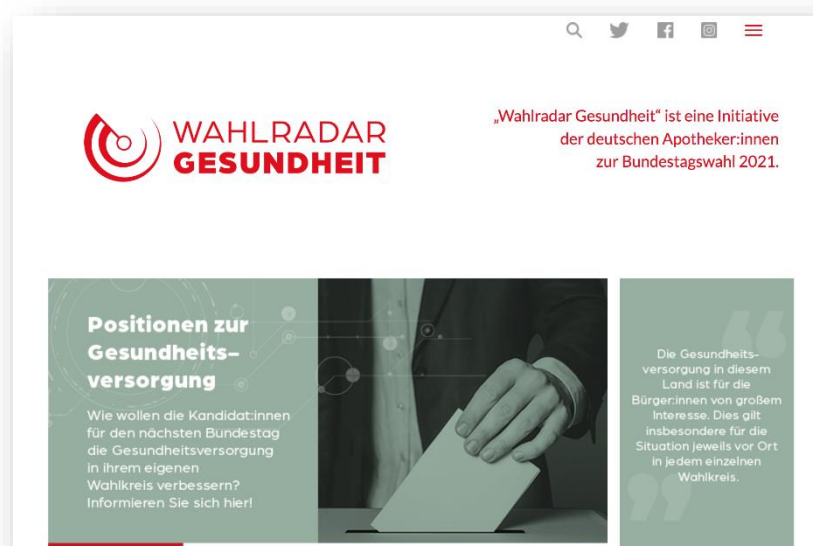 WAHLRADAR
GESUNDHEIT
„Wahlradar Gesundheit“ ist eine Initiative
der deutschen Apotheker:innen
zur Bundestagswahl 2021.
Positionen zur
Gesundheits-
versorgung
Wie wollen die Kandidat:innen
für den nächsten Bundestag
die Gesundheitsversorgung
in ihrem eigenen
Wahlkreis verbessern?
Informieren Sie sich hier!
Die Gesundheits-
versorgung in diesem
Land ist für die
Bürger:innen von großem
Interesse. Dies gilt
insbesondere für die
Situation jeweils vor Ort
in jedem einzelnen
Wahlkreis.